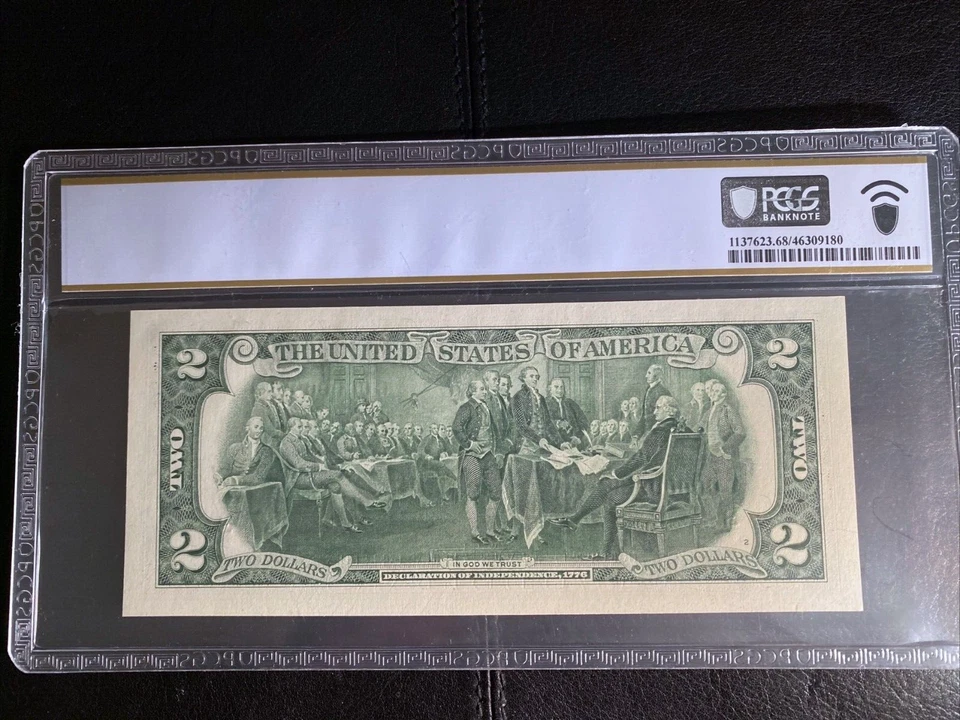 PCGS
BANKNOTE
1137623.68/46309180
THE UNITED STATES OF AMERICA
2
2
TWO
TWO
2
2
2
TWO DOLLARS
IN GOD WE TRUST
TWO DOLLARS
DECLARATION OF INDEPENDENCE, 1776